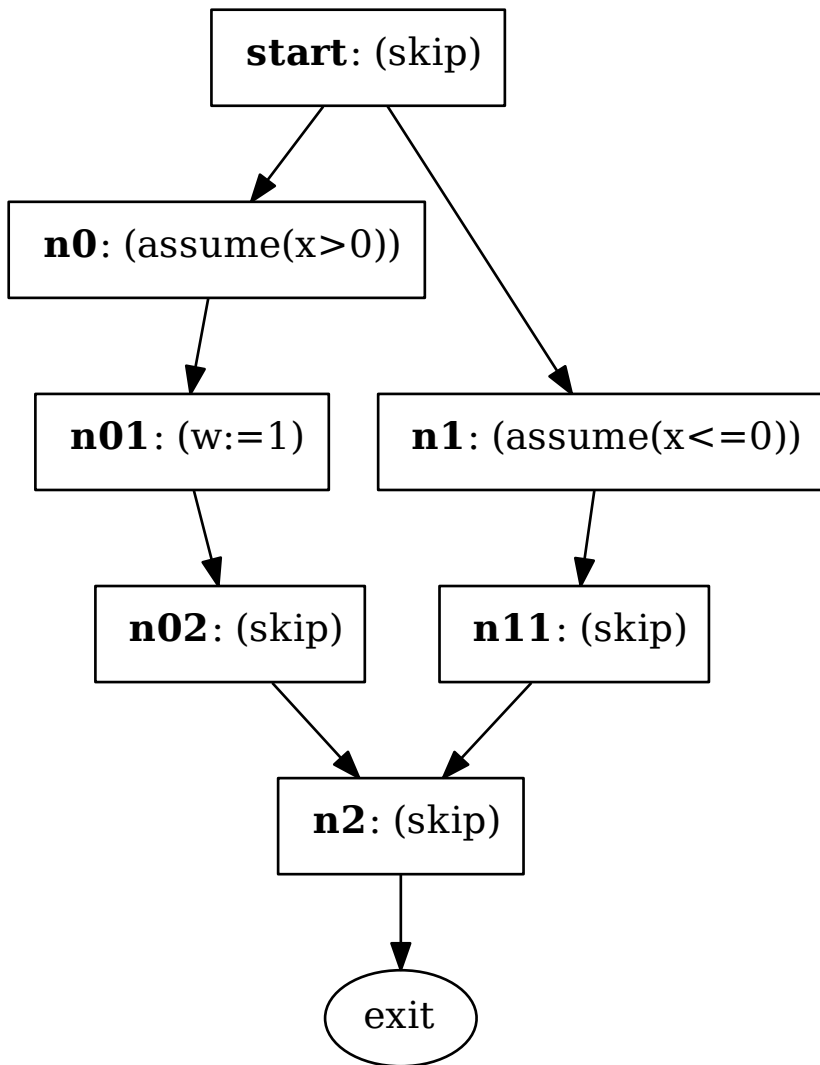 start: (skip)
n0: (assume(x>0))
n01: (w:=1)
n1: (assume(x<=0))
n02: (skip)
n11: (skip)
n2: (skip)
exit